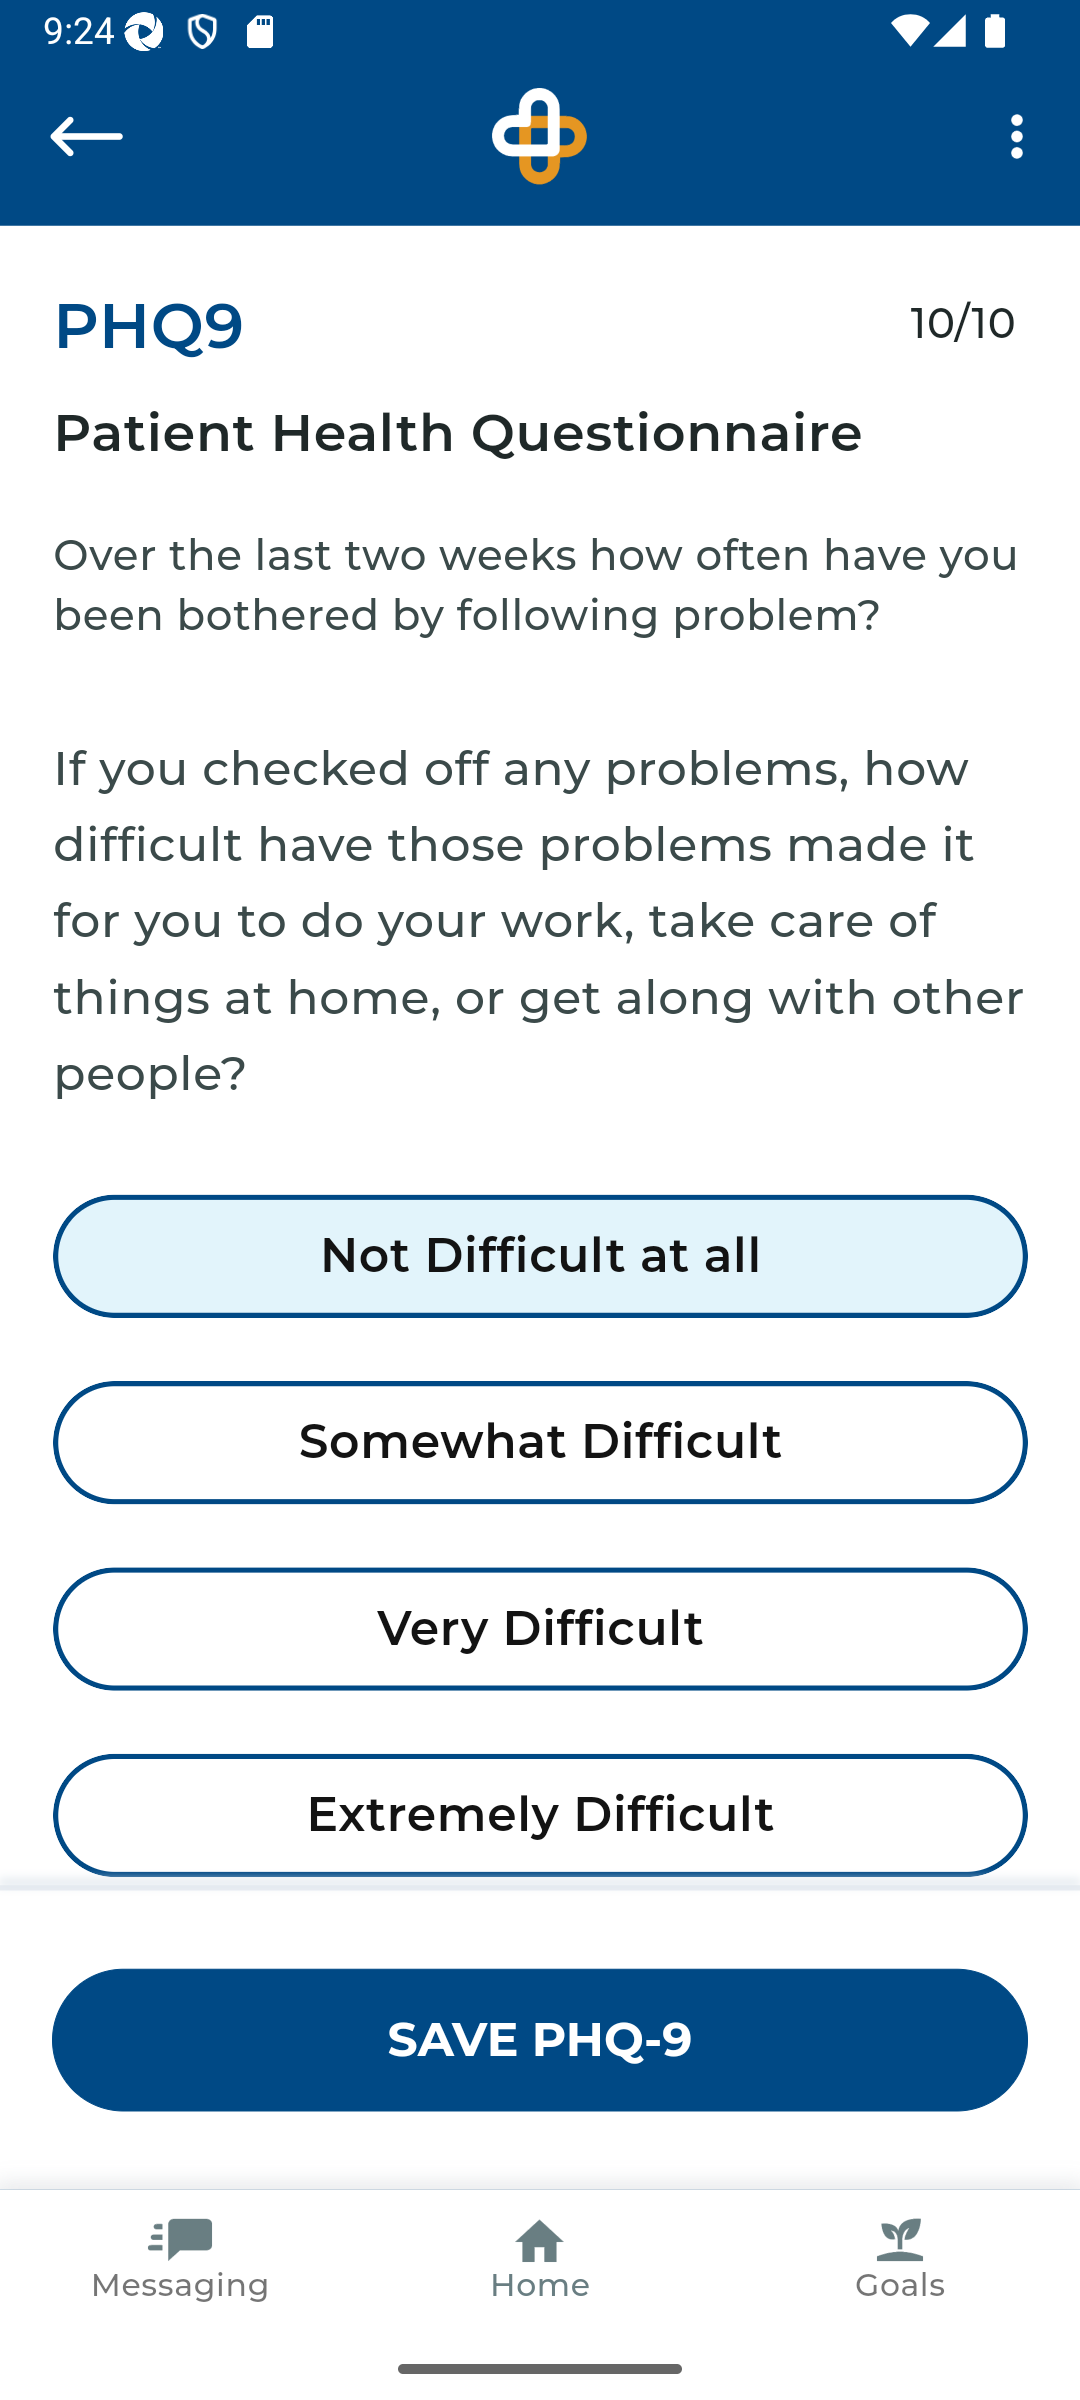 9:24
PHQ9
10/10
Patient Health Questionnaire
Over the last two weeks how often have you
been bothered by following problem?
If you checked off any problems, how
difficult have those problems made it
for you to do your work, take care of
things at home, or get along with other
people?
Not Difficult at all
Somewhat Difficult
Very Difficult
Extremely Difficult
SAVE PHQ-9
Messaging
Home
Goals